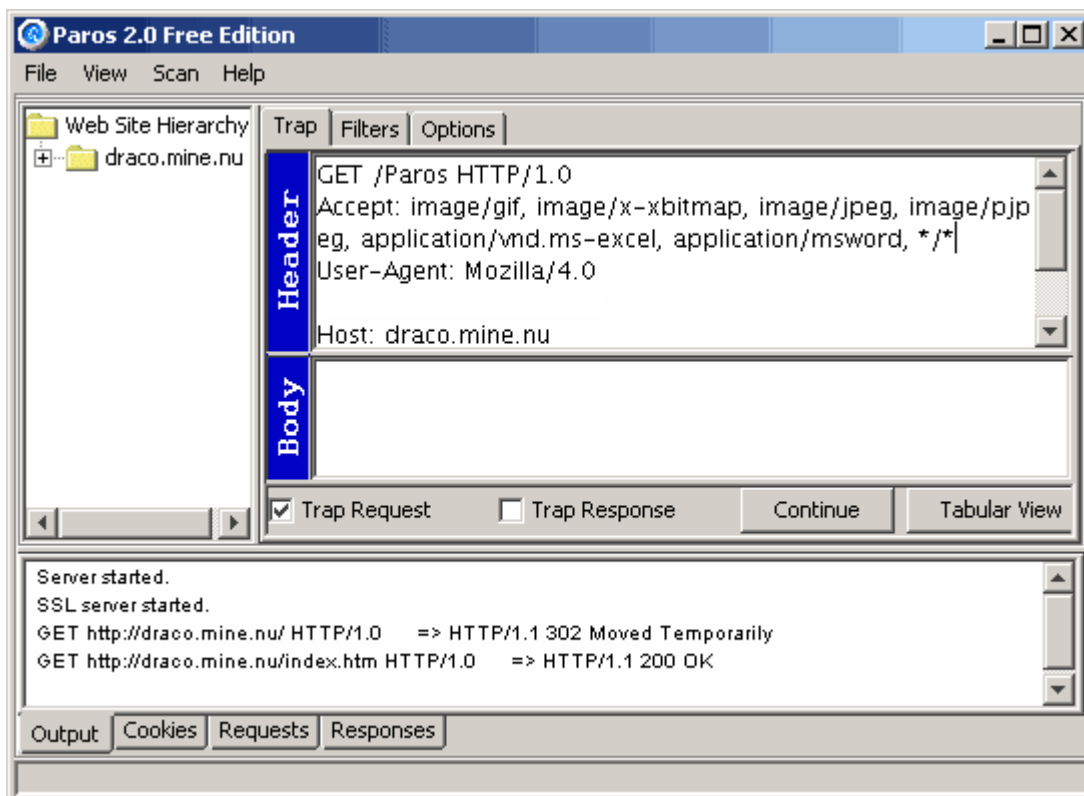 Paros 2.0 Free Edition
File View Scan Help
Web Site Hierarchy
draco.mine.nu
Trap Filters Options
Header
GET /Paros HTTP/1.0
Accept: image/gif, image/x-xbitmap, image/jpeg, image/pjp
eg, application/vnd.ms-excel, application/msword, */*
User-Agent: Mozilla/4.0
Host: draco.mine.nu
Body
Trap Request Trap Response Continue Tabular View
Server started.
SSL server started.
GET http://draco.mine.nu/ HTTP/1.0 => HTTP/1.1 302 Moved Temporarily
GET http://draco.mine.nu/index.htm HTTP/1.0 => HTTP/1.1 200 OK
Output Cookies Requests Responses